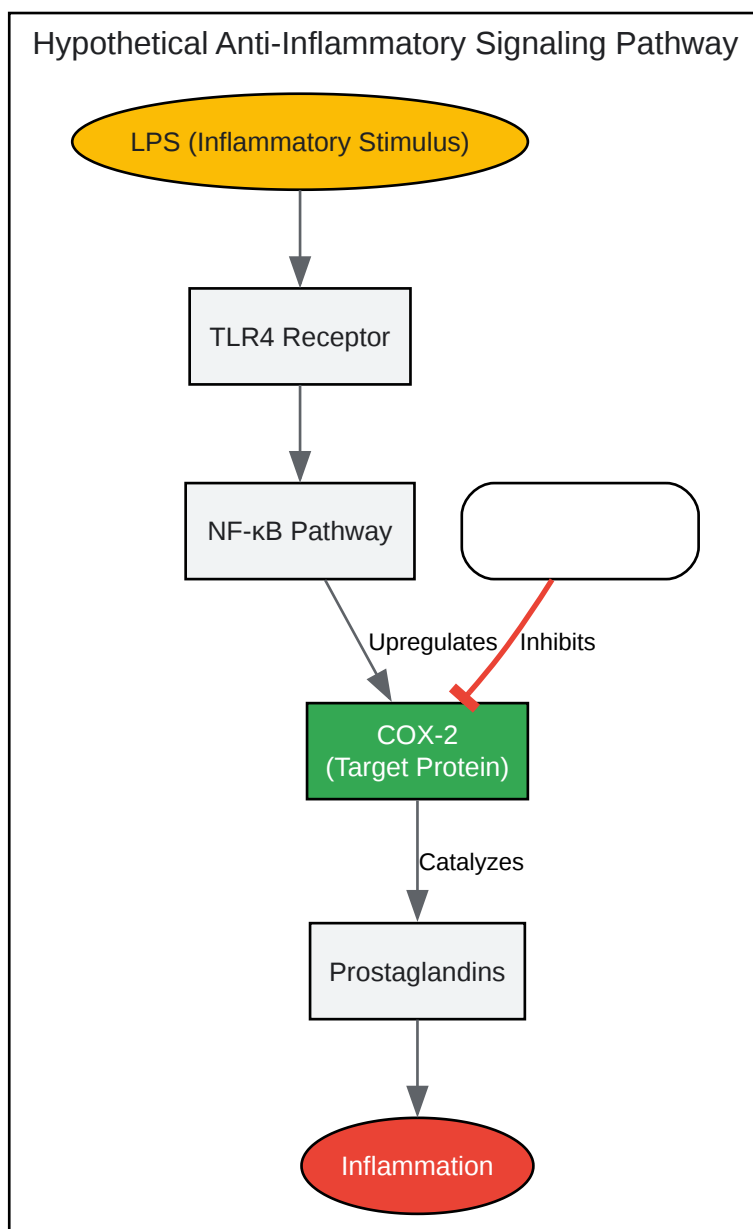 Hypothetical Anti-Inflammatory Signaling Pathway
LPS (Inflammatory Stimulus)
TLR4 Receptor
NF-κB Pathway
Upregulates
Inhibits
COX-2
(Target Protein)
Catalyzes
Prostaglandins
Inflammation